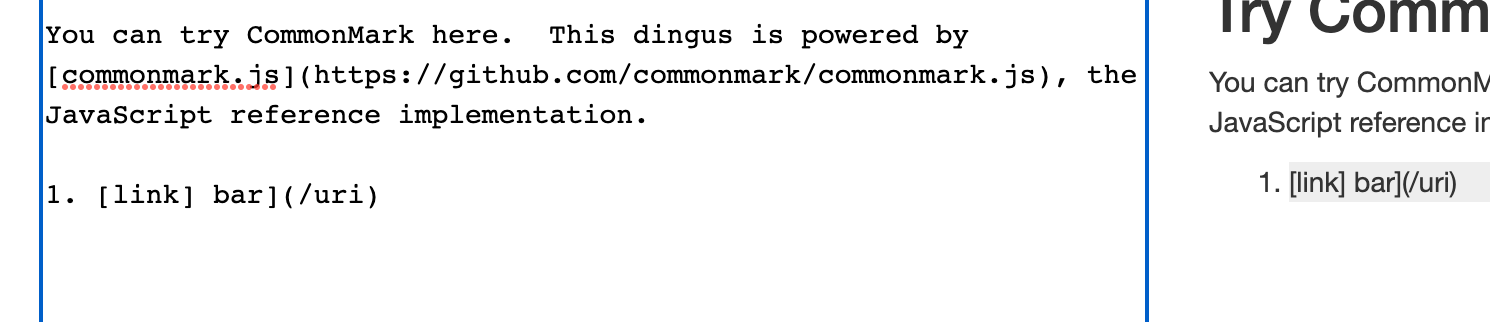 You can try CommonMark here.  This dingus is powered by
[commonmark.js](https://github.com/commonmark/commonmark.js), the
JavaScript reference implementation.
1. [link] bar](/uri)
Try Comm
You can try CommonM
JavaScript reference in
1. [link] bar](/uri)